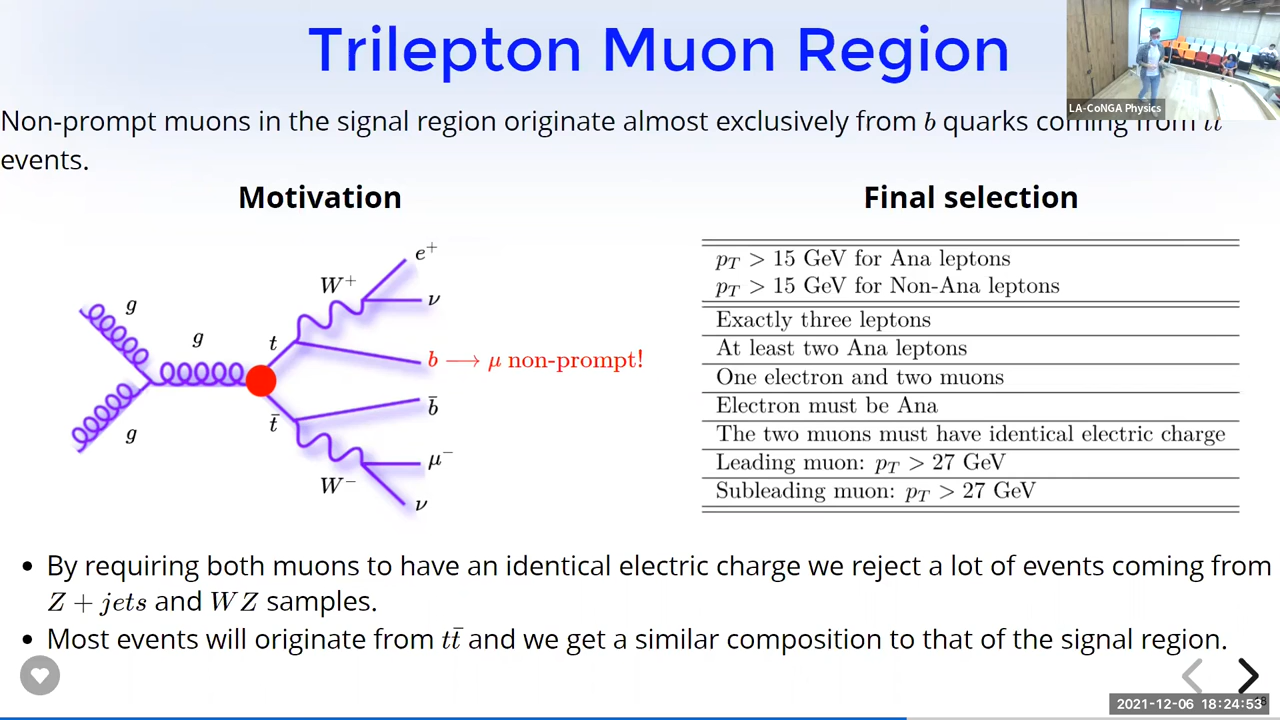 Trilepton Muon Region
LA-CoNGA Physics
Non-prompt muons in the signal region originate almost exclusively from b quarks coming from tt̄
events.
Motivation
Final selection
g
g
g
t
t̄
W⁺
e⁺
ν
b ⟶ μ non-prompt!
b̄
μ⁻
W⁻
ν
p_T > 15 GeV for Ana leptons
p_T > 15 GeV for Non-Ana leptons
Exactly three leptons
At least two Ana leptons
One electron and two muons
Electron must be Ana
The two muons must have identical electric charge
Leading muon: p_T > 27 GeV
Subleading muon: p_T > 27 GeV
• By requiring both muons to have an identical electric charge we reject a lot of events coming from
Z + jets and WZ samples.
• Most events will originate from tt̄ and we get a similar composition to that of the signal region.
2021-12-06 18:24:53